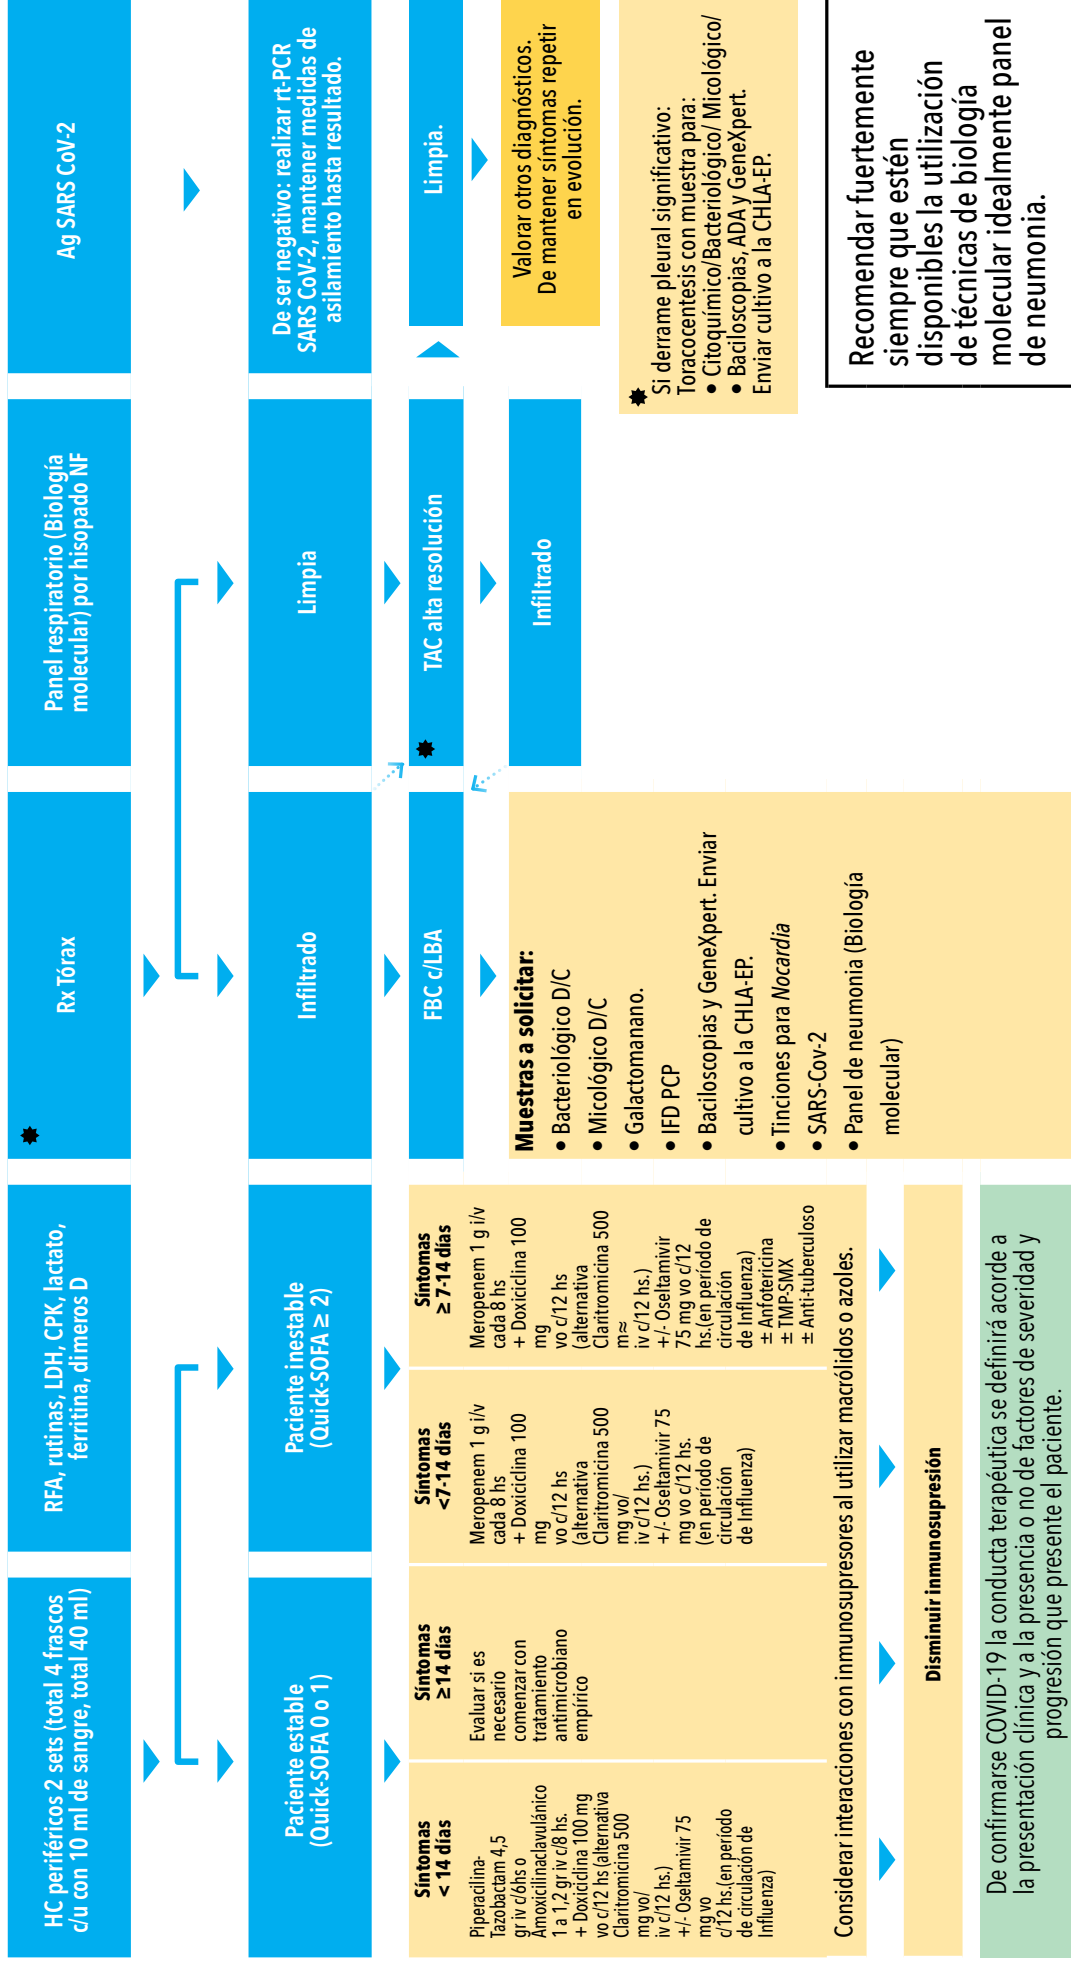 HC periféricos 2 sets (total 4 frascos
c/u con 10 ml de sangre, total 40 ml)
RFA, rutinas, LDH, CPK, lactato,
ferritina, dimeros D
Rx Tórax
Panel respiratorio (Biología
molecular) por hisopado NF
Ag SARS CoV-2
Paciente estable
(Quick-SOFA 0 o 1)
Paciente inestable
(Quick-SOFA ≥ 2)
Infiltrado
Limpia
De ser negativo: realizar rt-PCR
SARS CoV-2, mantener medidas de
asilamiento hasta resultado.
Síntomas
< 14 días
Piperacilina-
Tazobactam 4,5
gr iv c/6hs o
Amoxicilinaclavulánico
1 a 1,2 gr iv c/8 hs.
+ Doxiciclina 100 mg
vo c/12 hs (alternativa
Claritromicina 500
mg vo/
iv c/12 hs.)
+/- Oseltamivir 75
mg vo
c/12 hs.(en período
de circulación de
Influenza)
Síntomas
≥14 días
Evaluar si es
necesario
comenzar con
tratamiento
antimicrobiano
empírico
Síntomas
<7-14 días
Meropenem 1 g i/v
cada 8 hs
+ Doxiciclina 100
mg
vo c/12 hs
(alternativa
Claritromicina 500
mg vo/
iv c/12 hs.)
+/- Oseltamivir 75
mg vo c/12 hs.
(en período de
circulación
de Influenza)
Síntomas
≥ 7-14 días
Meropenem 1 g i/v
cada 8 hs
+ Doxiciclina 100
mg
vo c/12 hs
(alternativa
Claritromicina 500
m≈
iv c/12 hs.)
+/- Oseltamivir
75 mg vo c/12
hs.(en período de
circulación
de Influenza)
± Anfotericina
± TMP-SMX
± Anti-tuberculoso
Considerar interacciones con inmunosupresores al utilizar macrólidos o azoles.
Disminuir inmunosupresión
De confirmarse COVID-19 la conducta terapéutica se definirá acorde a
la presentación clínica y a la presencia o no de factores de severidad y
progresión que presente el paciente.
FBC c/LBA
TAC alta resolución
Limpia.
Muestras a solicitar:
• Bacteriológico D/C
• Micológico D/C
• Galactomanano.
• IFD PCP
• Baciloscopias y GeneXpert. Enviar
cultivo a la CHLA-EP.
• Tinciones para Nocardia
• SARS-Cov-2
• Panel de neumonia (Biología
molecular)
Infiltrado
Valorar otros diagnósticos.
De mantener síntomas repetir
en evolución.
Si derrame pleural significativo:
Toracocentesis con muestra para:
• Citoquímico/Bacteriológico/ Micológico/
• Baciloscopias, ADA y GeneXpert.
Enviar cultivo a la CHLA-EP.
Recomendar fuertemente
siempre que estén
disponibles la utilización
de técnicas de biología
molecular idealmente panel
de neumonia.